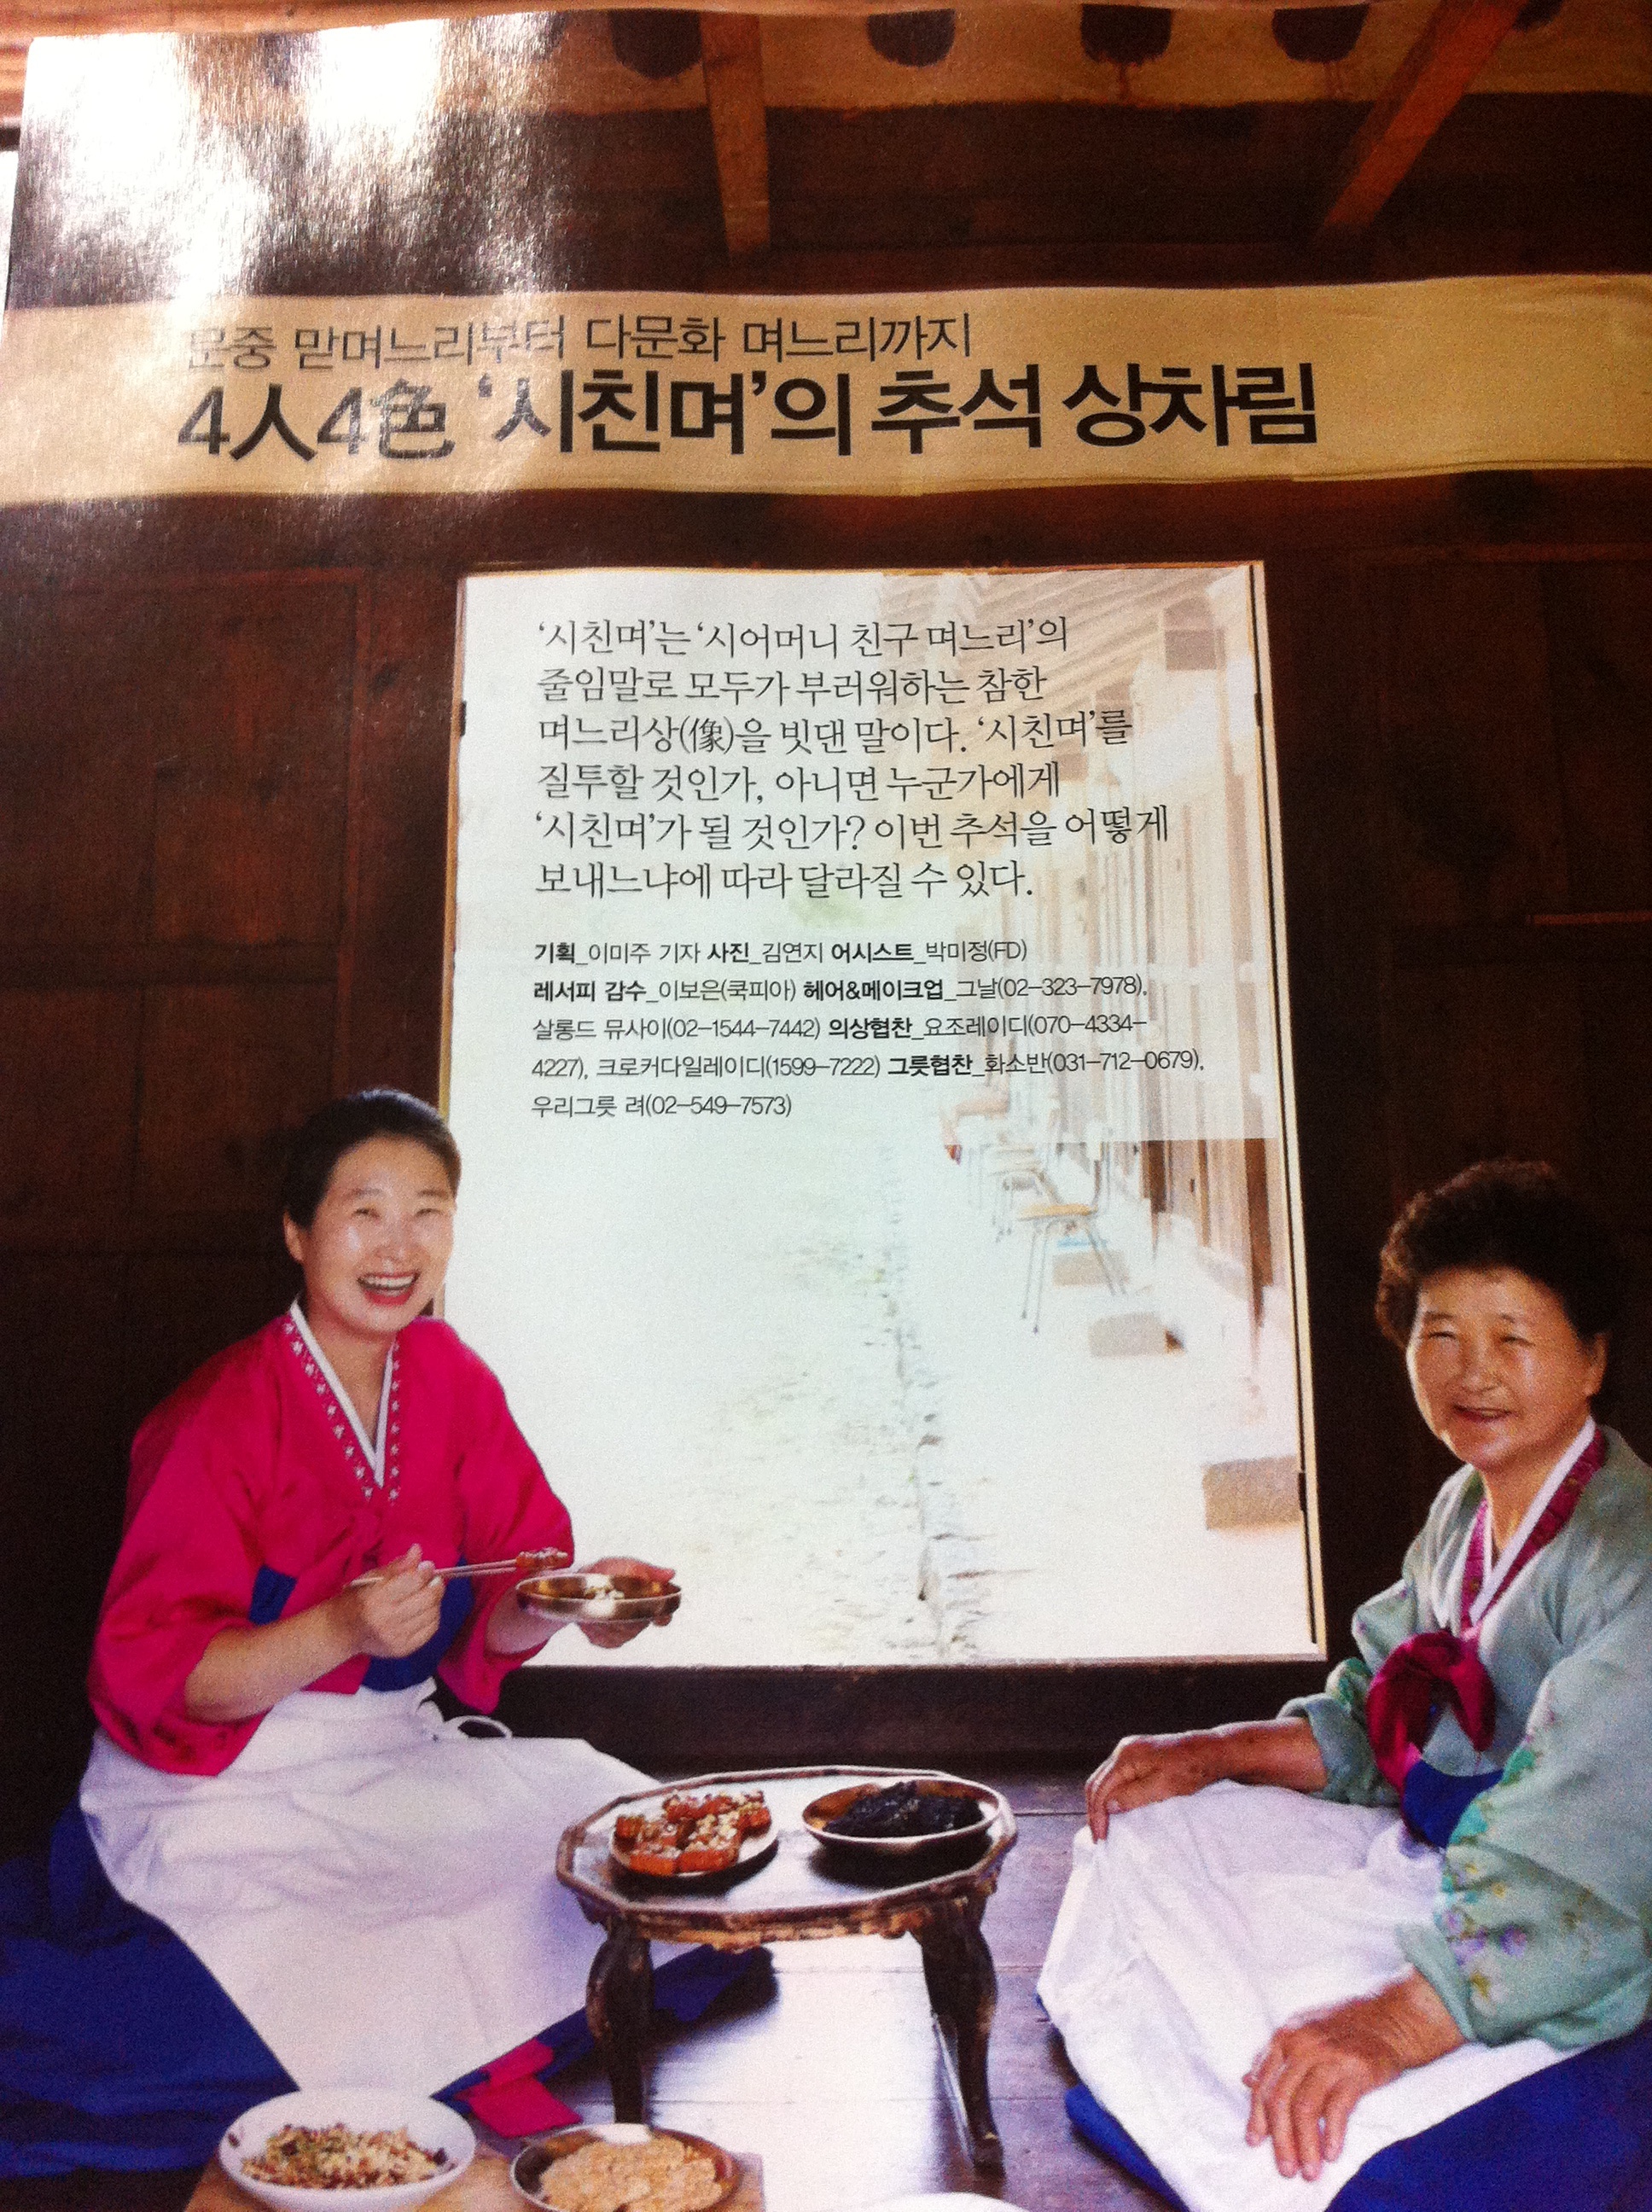 문중 맏며느리부터 다문화 며느리까지
4人4色 ‘시친며’의 추석 상차림
‘시친며’는 ‘시어머니 친구 며느리’의
줄임말로 모두가 부러워하는 참한
며느리상(像)을 빗댄 말이다. ‘시친며’를
질투할 것인가, 아니면 누군가에게
‘시친며’가 될 것인가? 이번 추석을 어떻게
보내느냐에 따라 달라질 수 있다.
기획_이미주 기자 사진_김연지 어시스트_박미정(FD)
레서피 감수_이보은(쿡피아) 헤어&메이크업_그날(02-323-7978),
살롱드 뮤사이(02-1544-7442) 의상협찬_요조레이디(070-4334-
4227), 크로커다일레이디(1599-7222) 그릇협찬_화소반(031-712-0679),
우리그릇 려(02-549-7573)